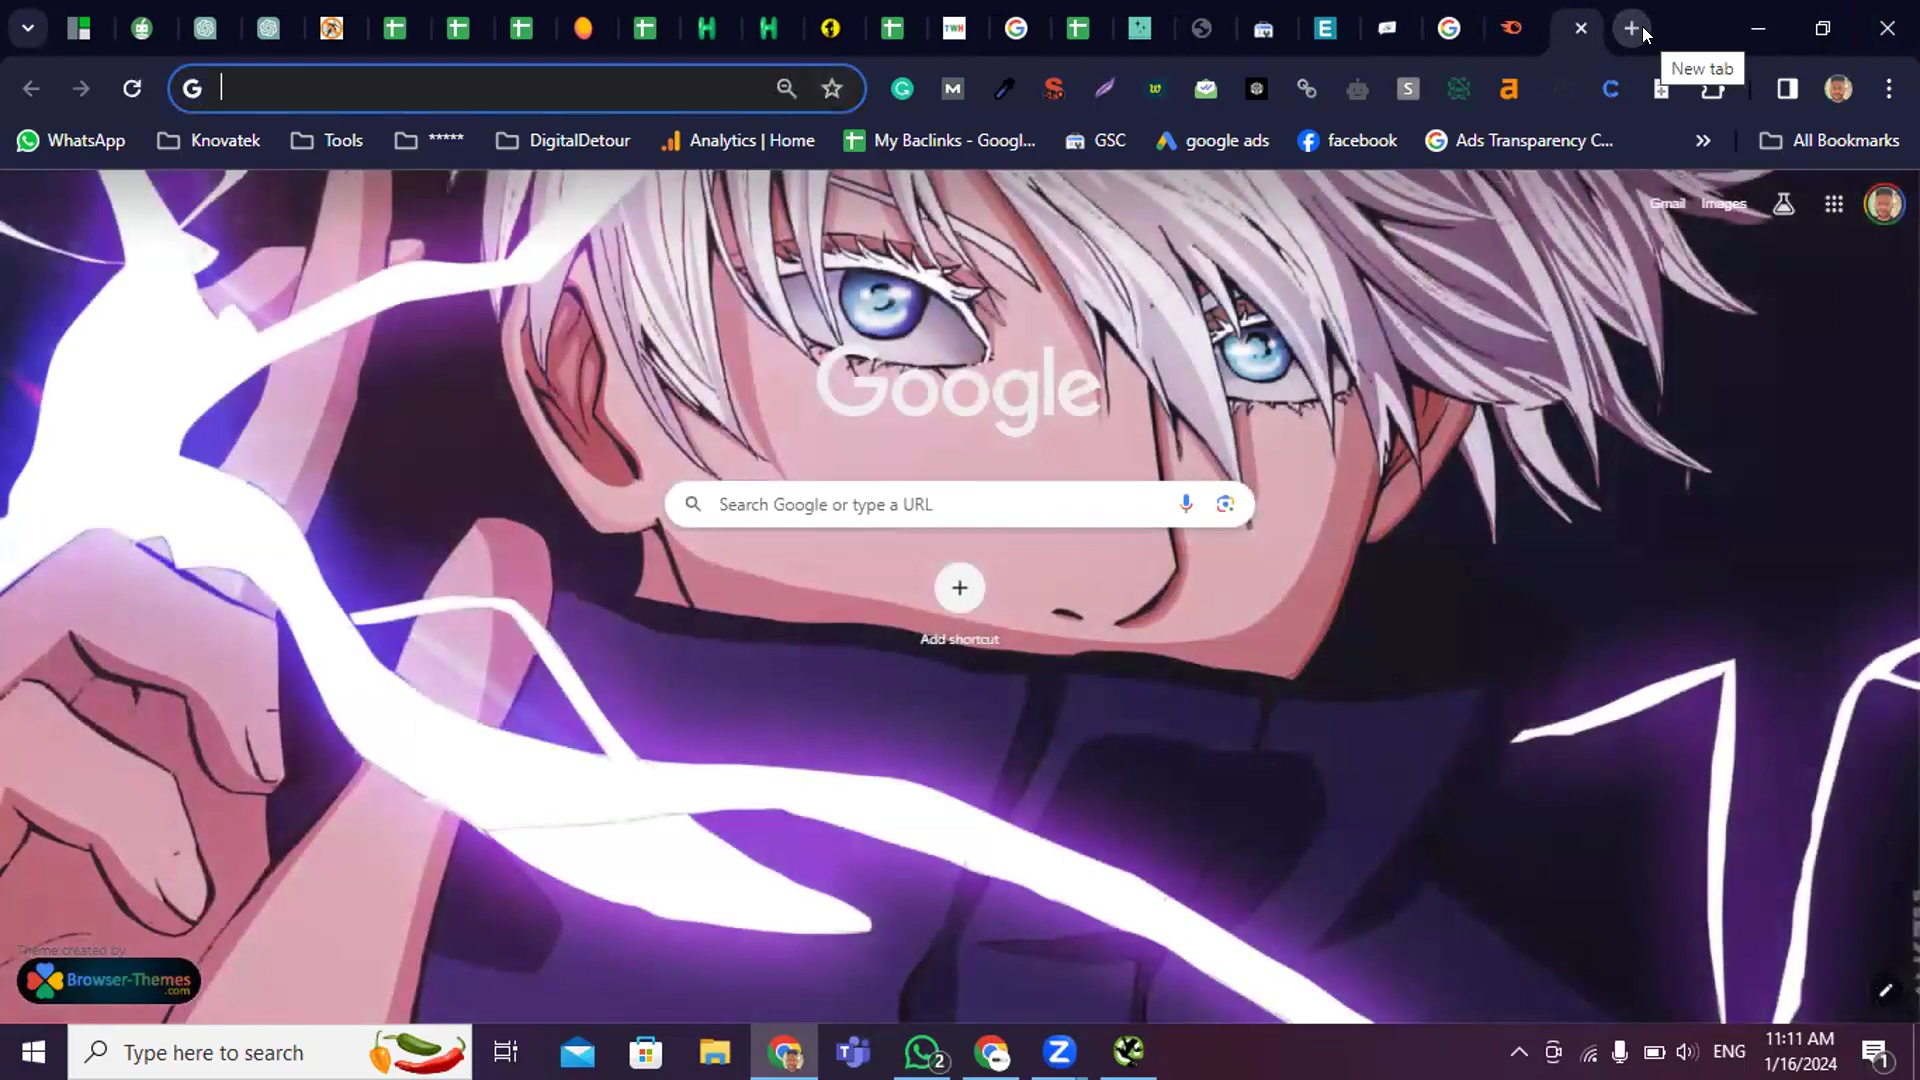 New tab
WhatsApp
Knovatek
Tools
*****
DigitalDetour
Analytics | Home
My Baclinks - Googl...
GSC
google ads
facebook
Ads Transparency C...
All Bookmarks
Gmail
Images
Google
Search Google or type a URL
Add shortcut
Theme created by
Browser-Themes
.com
Type here to search
2
ENG
11:11 AM
1/16/2024
1